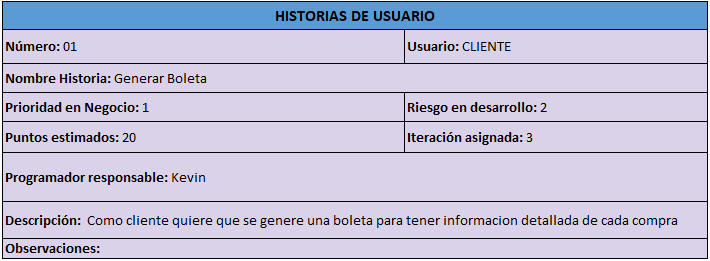 HISTORIAS DE USUARIO
Número: 01 Usuario: CLIENTE
Nombre Historia: Generar Boleta
Prioridad en Negocio: 1 Riesgo en desarrollo: 2
Puntos estimados: 20 Iteración asignada: 3
Programador responsable: Kevin
Descripción: Como cliente quiere que se genere una boleta para tener informacion detallada de cada compra
Observaciones: